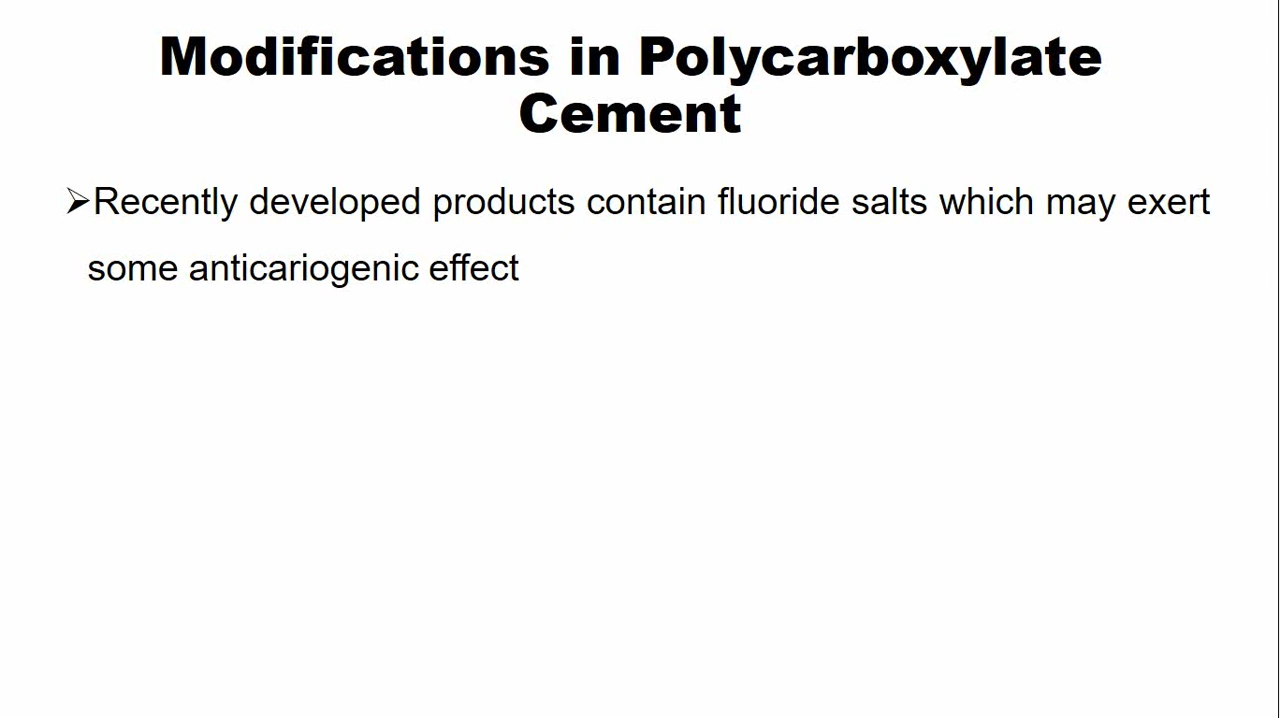 Modifications in Polycarboxylate
Cement
➢Recently developed products contain fluoride salts which may exert
some anticariogenic effect